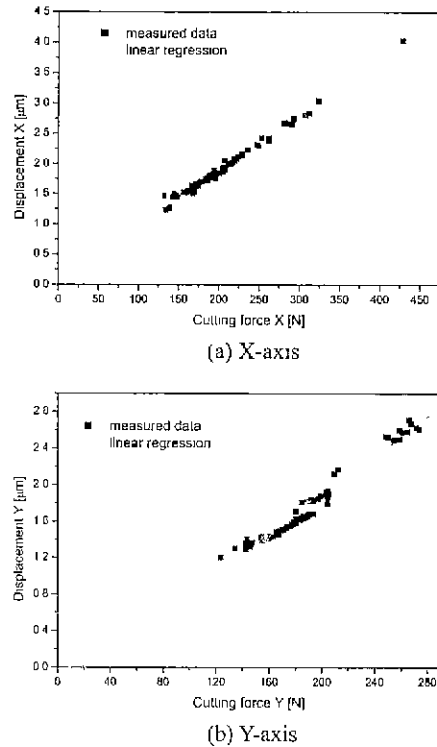 4.5
4.0
3.5
3.0
2.5
2.0
1.5
1.0
0.5
0.0
Displacement X [μm]
measured data
linear regression
0 50 100 150 200 250 300 350 400 450
Cutting force X [N]
(a) X-axis
2.8
2.4
2.0
1.6
1.2
0.8
0.4
0.0
Displacement Y [μm]
measured data
linear regression
0 40 80 120 160 200 240 280
Cutting force Y [N]
(b) Y-axis